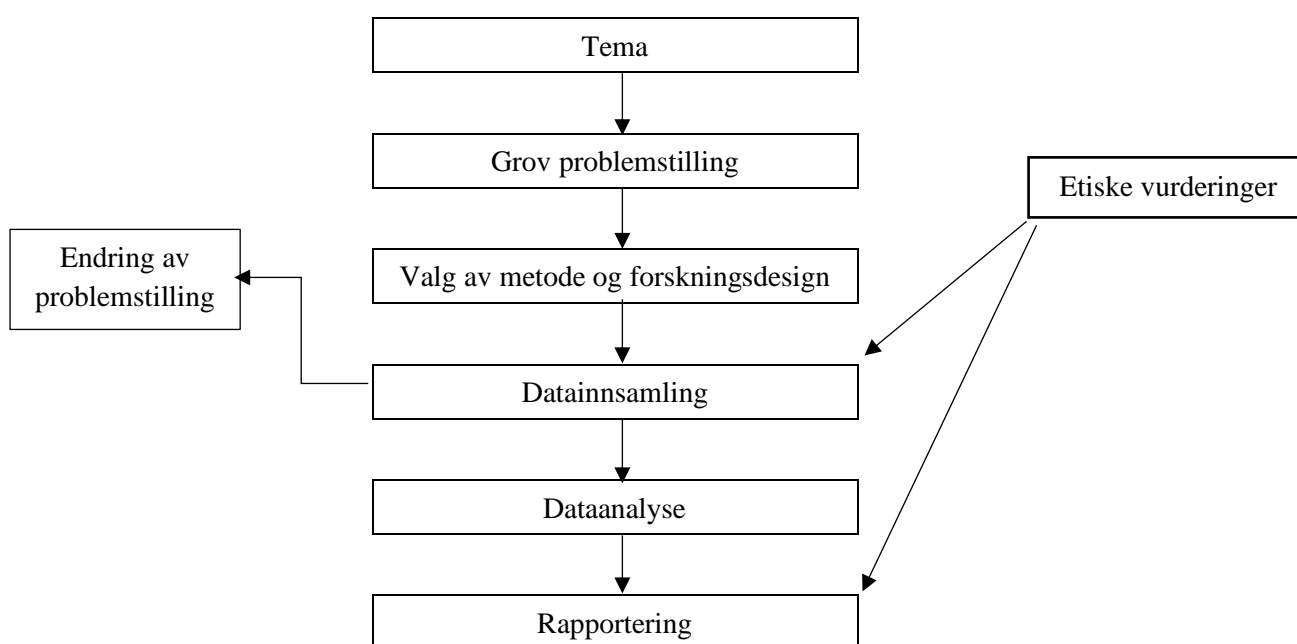 Tema
Grov problemstilling
Etiske vurderinger
Endring av
problemstilling
Valg av metode og forskningsdesign
Datainnsamling
Dataanalyse
Rapportering